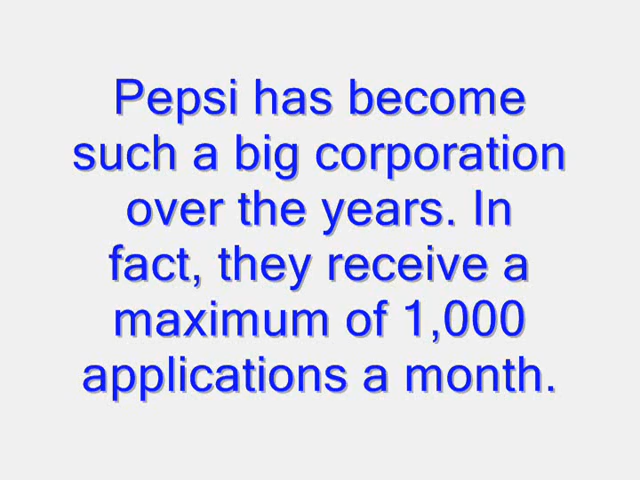 Pepsi has become
such a big corporation
over the years. In
fact, they receive a
maximum of 1,000
applications a month.